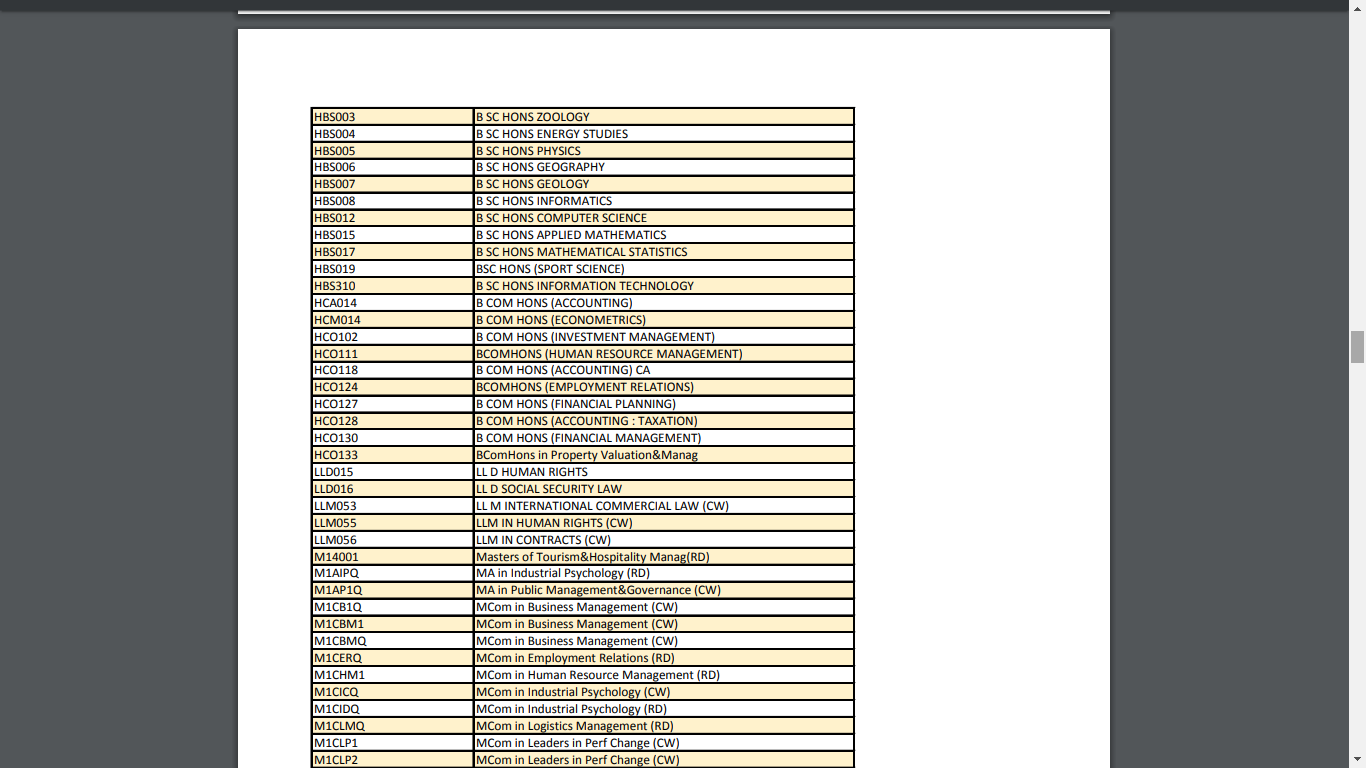 HBS003 B SC HONS ZOOLOGY
HBS004 B SC HONS ENERGY STUDIES
HBS005 B SC HONS PHYSICS
HBS006 B SC HONS GEOGRAPHY
HBS007 B SC HONS GEOLOGY
HBS008 B SC HONS INFORMATICS
HBS012 B SC HONS COMPUTER SCIENCE
HBS015 B SC HONS APPLIED MATHEMATICS
HBS017 B SC HONS MATHEMATICAL STATISTICS
HBS019 BSC HONS (SPORT SCIENCE)
HBS310 B SC HONS INFORMATION TECHNOLOGY
HCA014 B COM HONS (ACCOUNTING)
HCM014 B COM HONS (ECONOMETRICS)
HCO102 B COM HONS (INVESTMENT MANAGEMENT)
HCO111 BCOMHONS (HUMAN RESOURCE MANAGEMENT)
HCO118 B COM HONS (ACCOUNTING) CA
HCO124 BCOMHONS (EMPLOYMENT RELATIONS)
HCO127 B COM HONS (FINANCIAL PLANNING)
HCO128 B COM HONS (ACCOUNTING : TAXATION)
HCO130 B COM HONS (FINANCIAL MANAGEMENT)
HCO133 BComHons in Property Valuation&Manag
LLD015 LL D HUMAN RIGHTS
LLD016 LL D SOCIAL SECURITY LAW
LLM053 LL M INTERNATIONAL COMMERCIAL LAW (CW)
LLM055 LLM IN HUMAN RIGHTS (CW)
LLM056 LLM IN CONTRACTS (CW)
M14001 Masters of Tourism&Hospitality Manag(RD)
M1AIPQ MA in Industrial Psychology (RD)
M1AP1Q MA in Public Management&Governance (CW)
M1CB1Q MCom in Business Management (CW)
M1CBM1 MCom in Business Management (CW)
M1CBMQ MCom in Business Management (CW)
M1CERQ MCom in Employment Relations (RD)
M1CHM1 MCom in Human Resource Management (RD)
M1CICQ MCom in Industrial Psychology (CW)
M1CIDQ MCom in Industrial Psychology (RD)
M1CLMQ MCom in Logistics Management (RD)
M1CLP1 MCom in Leaders in Perf Change (CW)
M1CLP2 MCom in Leaders in Perf Change (CW)